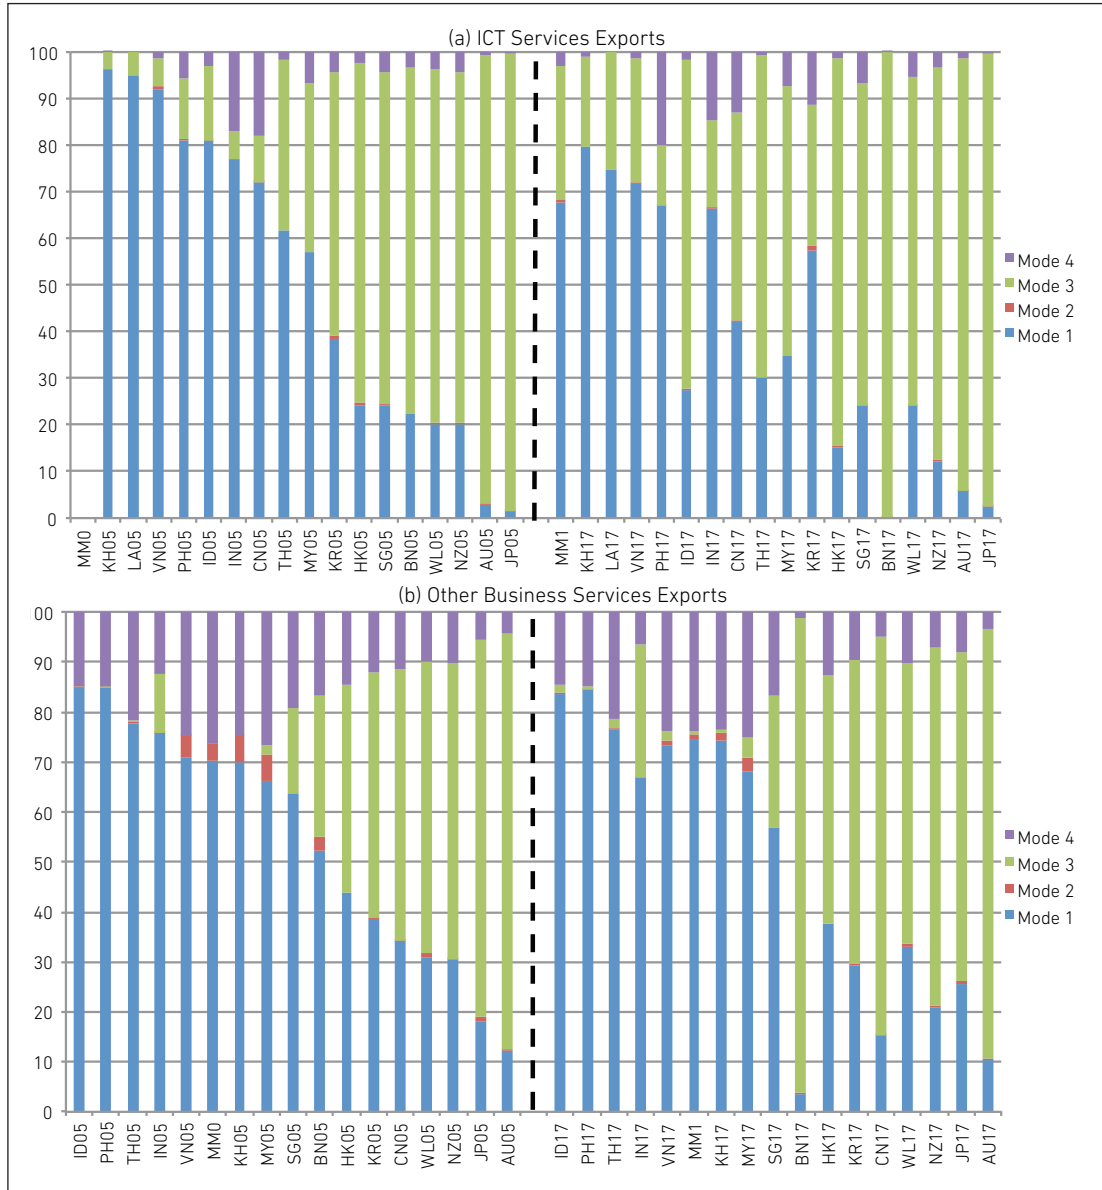 (a) ICT Services Exports
100
90
80
70
60
50
40
30
20
10
0
MM0 KH05 LA05 VN05 PH05 ID05 IN05 CN05 TH05 MY05 KR05 HK05 SG05 BN05 WL05 NZ05 AU05 JP05 MM1 KH17 LA17 VN17 PH17 ID17 IN17 CN17 TH17 MY17 KR17 HK17 SG17 BN17 WL17 NZ17 AU17 JP17
Mode 4
Mode 3
Mode 2
Mode 1
(b) Other Business Services Exports
00
90
80
70
60
50
40
30
20
10
0
ID05 PH05 TH05 IN05 VN05 MM0 KH05 MY05 SG05 BN05 HK05 KR05 CN05 WL05 NZ05 JP05 AU05 ID17 PH17 TH17 IN17 VN17 MM1 KH17 MY17 SG17 BN17 HK17 KR17 CN17 WL17 NZ17 JP17 AU17
Mode 4
Mode 3
Mode 2
Mode 1